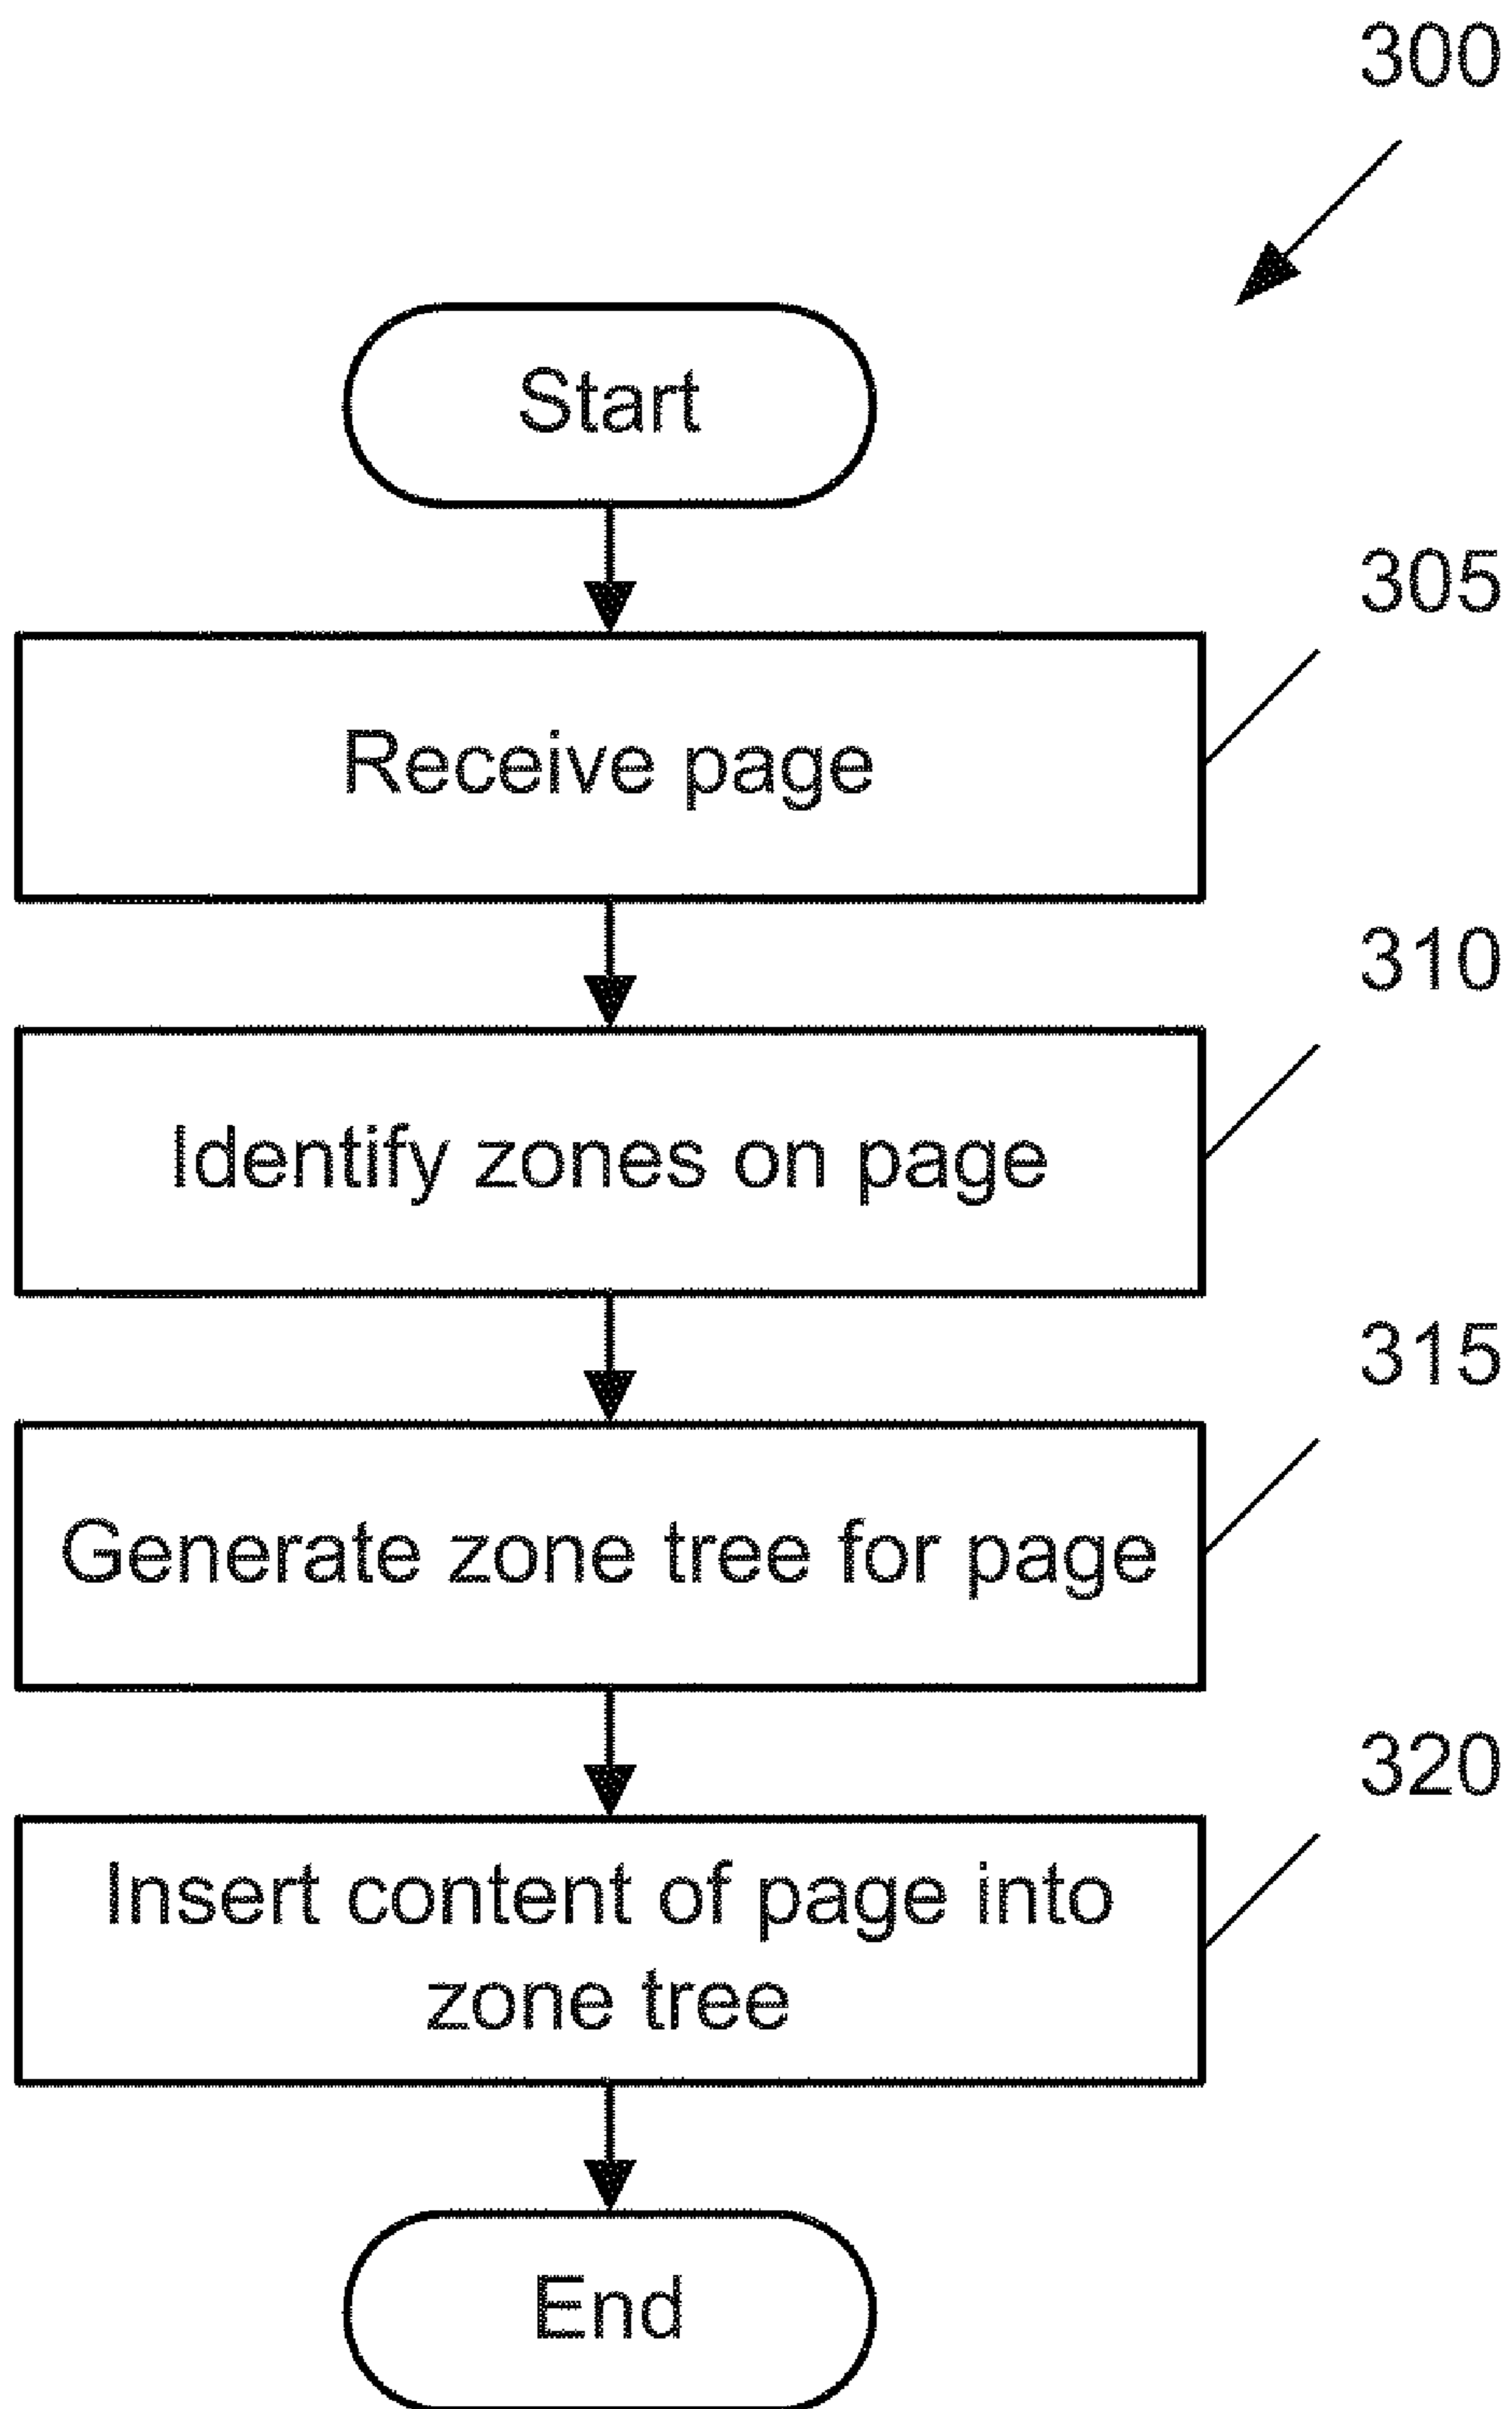 300
Start
305
Receive page
310
Identify zones on page
315
Generate zone tree for page
320
Insert content of page into
zone tree
End